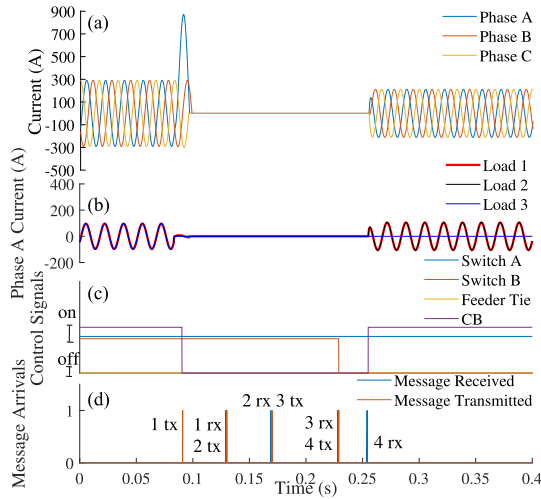 (a)
900
700
500
300
100
-100
-300
-500
Current (A)
Phase A
Phase B
Phase C
(b)
400
200
0
-200
Phase A Current (A)
Load 1
Load 2
Load 3
(c)
on
off
Control Signals
Switch A
Switch B
Feeder Tie
CB
(d)
1
0
Message Arrivals
Message Received
Message Transmitted
1 tx
1 rx
2 tx
2 rx
3 tx
3 rx
4 tx
4 rx
0
0.05
0.1
0.15
0.2
0.25
0.3
0.35
0.4
Time (s)